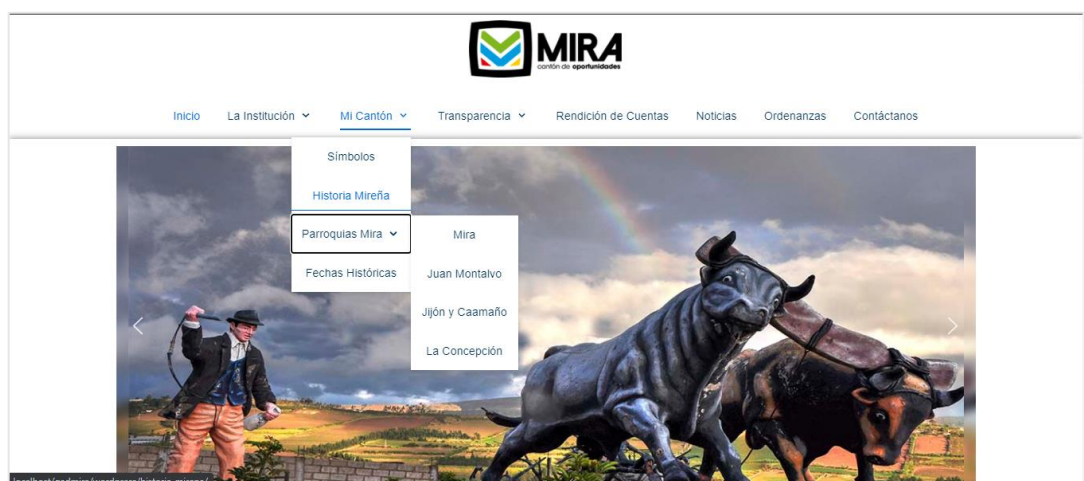 MIRA
cantón de oportunidades
Inicio La Institución Mi Cantón Transparencia Rendición de Cuentas Noticias Ordenanzas Contáctanos
Símbolos
Historia Mireña
Parroquias Mira
Fechas Históricas
Mira
Juan Montalvo
Jijón y Caamaño
La Concepción